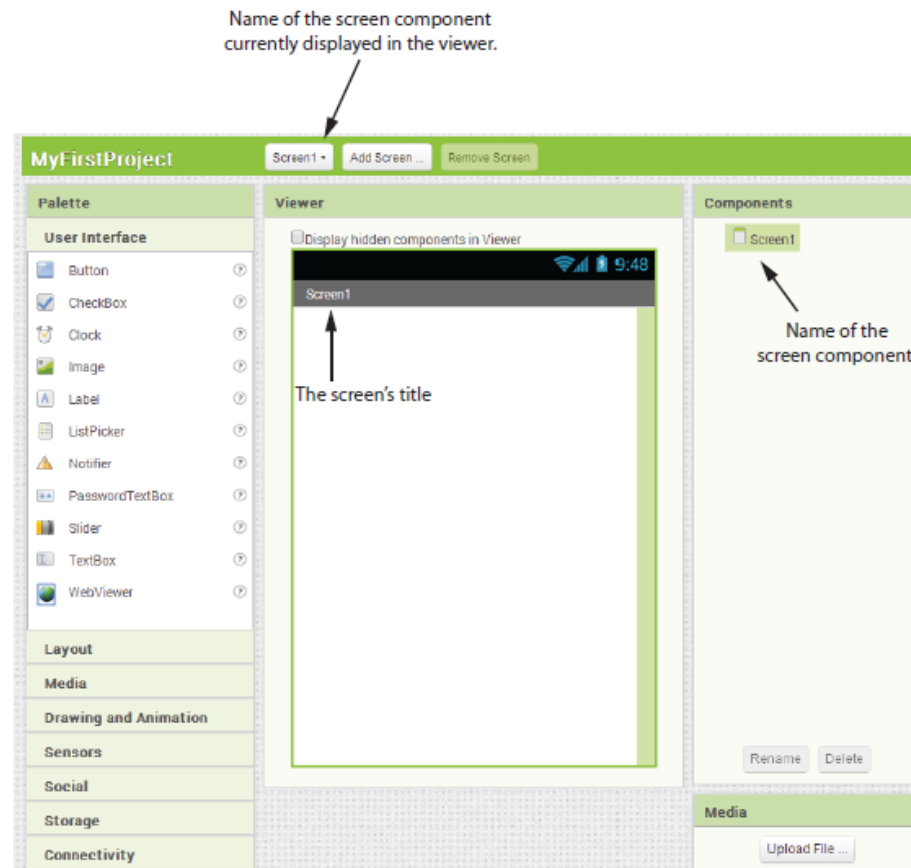 Name of the screen component
currently displayed in the viewer.
MyFirstProject
Screen1
Add Screen ...
Remove Screen
Palette
User Interface
Button
CheckBox
Clock
Image
Label
ListPicker
Notifier
PasswordTextBox
Slider
TextBox
WebViewer
Layout
Media
Drawing and Animation
Sensors
Social
Storage
Connectivity
Viewer
Display hidden components in Viewer
9:48
Screen1
The screen's title
Components
Screen1
Name of the
screen component
Rename
Delete
Media
Upload File ...